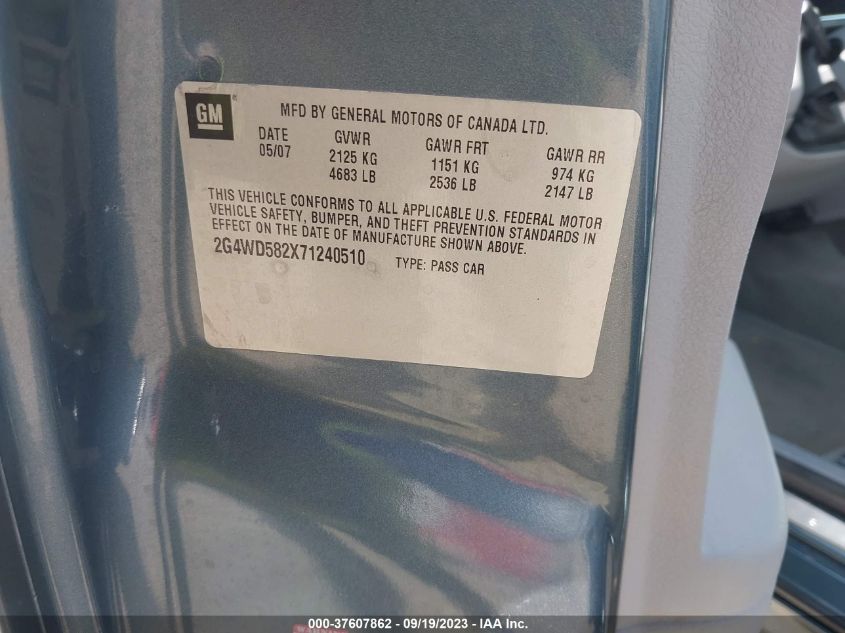 GM
MFD BY GENERAL MOTORS OF CANADA LTD.
DATE GVWR GAWR FRT GAWR RR
05/07 2125 KG 1151 KG 974 KG
4683 LB 2536 LB 2147 LB
THIS VEHICLE CONFORMS TO ALL APPLICABLE U.S. FEDERAL MOTOR
VEHICLE SAFETY, BUMPER, AND THEFT PREVENTION STANDARDS IN
EFFECT ON THE DATE OF MANUFACTURE SHOWN ABOVE.
2G4WD582X71240510 TYPE: PASS CAR
000-37607862 - 09/19/2023 - IAA Inc.